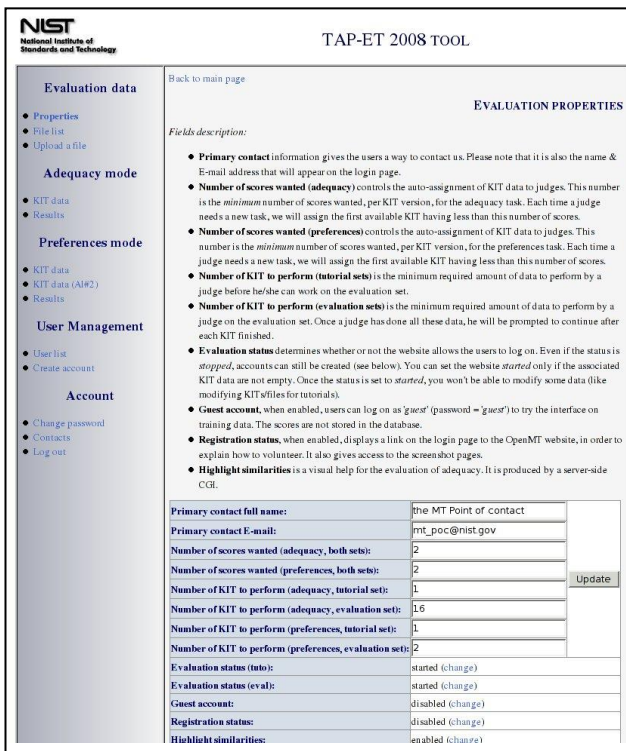 NIST
National Institute of
Standards and Technology
TAP-ET 2008 TOOL
Evaluation data
Properties
File list
Upload a file
Adequacy mode
KIT data
Results
Preferences mode
KIT data
KIT data (AI#2)
Results
User Management
User list
Create account
Account
Change password
Contacts
Log out
Back to main page
EVALUATION PROPERTIES
Fields description:
Primary contact information gives the users a way to contact us. Please note that it is also the name &
E-mail address that will appear on the login page.
Number of scores wanted (adequacy) controls the auto-assignment of KIT data to judges. This number
is the minimum number of scores wanted, per KIT version, for the adequacy task. Each time a judge
needs a new task, we will assign the first available KIT having less than this number of scores.
Number of scores wanted (preferences) controls the auto-assignment of KIT data to judges. This
number is the minimum number of scores wanted, per KIT version, for the preferences task. Each time a
judge needs a new task, we will assign the first available KIT having less than this number of scores.
Number of KIT to perform (tutorial sets) is the minimum required amount of data to perform by a
judge before he/she can work on the evaluation set.
Number of KIT to perform (evaluation sets) is the minimum required amount of data to perform by a
judge on the evaluation set. Once a judge has done all these data, he will be prompted to continue after
each KIT finished.
Evaluation status determines whether or not the website allows the users to log on. Even if the status is
stopped, accounts can still be created (see below). You can set the website started only if the associated
KIT data are not empty. Once the status is set to started, you won't be able to modify some data (like
modifying KITs/files for tutorials).
Guest account, when enabled, users can log on as 'guest' (password = 'guest') to try the interface on
training data. The scores are not stored in the database.
Registration status, when enabled, displays a link on the login page to the OpenMT website, in order to
explain how to volunteer. It also gives access to the screenshot pages.
Highlight similarities is a visual help for the evaluation of adequacy. It is produced by a server-side
CGI.
Primary contact full name: the MT Point of contact
Primary contact E-mail: mt_poc@nist.gov
Number of scores wanted (adequacy, both sets): 2
Number of scores wanted (preferences, both sets): 2
Update
Number of KIT to perform (adequacy, tutorial set): 1
Number of KIT to perform (adequacy, evaluation set): 16
Number of KIT to perform (preferences, tutorial set): 1
Number of KIT to perform (preferences, evaluation set): 2
Evaluation status (tuto): started (change)
Evaluation status (eval): started (change)
Guest account: disabled (change)
Registration status: disabled (change)
Highlight similarities: enabled (change)